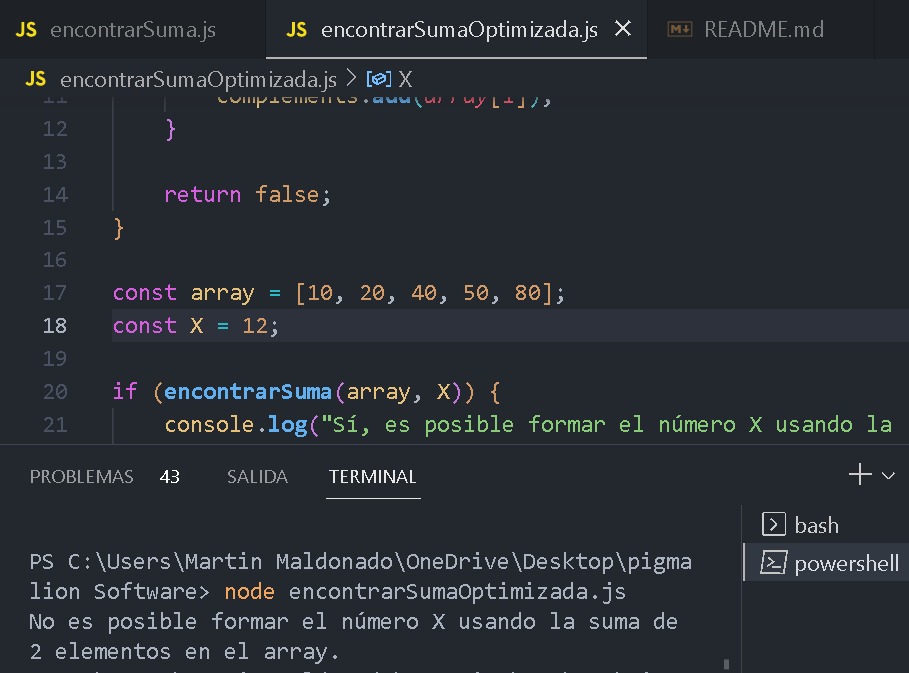 JS encontrarSuma.js
JS encontrarSumaOptimizada.js
README.md
JS encontrarSumaOptimizada.js > X
11 complements.add(array[i]);
12 }
13
14 return false;
15 }
16
17 const array = [10, 20, 40, 50, 80];
18 const X = 12;
19
20 if (encontrarSuma(array, X)) {
21 console.log("Sí, es posible formar el número X usando la
PROBLEMAS 43 SALIDA TERMINAL
bash
powershell
PS C:\Users\Martin Maldonado\OneDrive\Desktop\pigma
lion Software> node encontrarSumaOptimizada.js
No es posible formar el número X usando la suma de
2 elementos en el array.